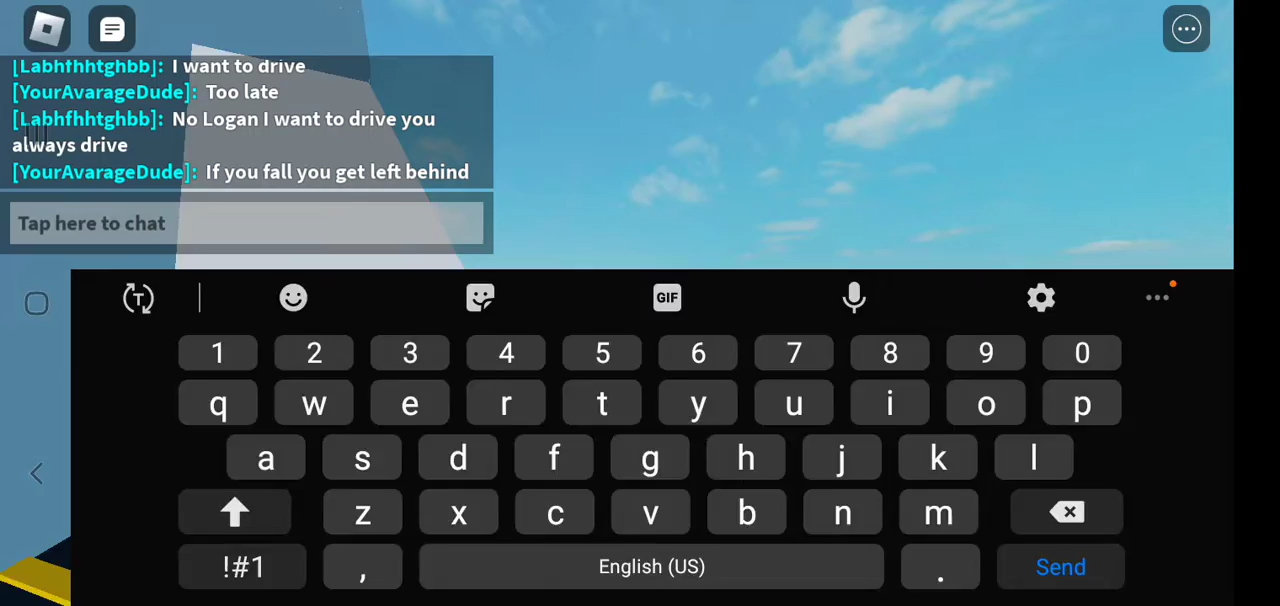 [Labhfhhtghbb]: I want to drive
[YourAvarageDude]: Too late
[Labhfhhtghbb]: No Logan I want to drive you
always drive
[YourAvarageDude]: If you fall you get left behind
Tap here to chat
T
GIF
1 2 3 4 5 6 7 8 9 0
q w e r t y u i o p
a s d f g h j k l
z x c v b n m
!#1 , English (US) . Send